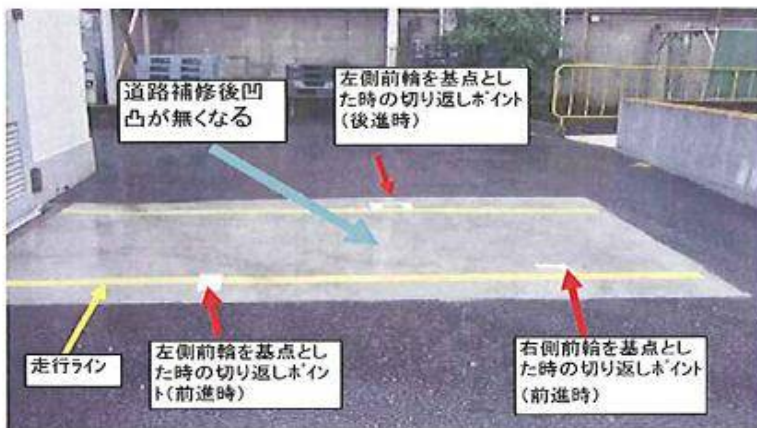 道路補修後凹
凸が無くなる
左側前輪を基点とし
た時の切り返しﾎﾟｲﾝﾄ
(後進時)
走行ﾗｲﾝ
左側前輪を基点とし
た時の切り返しﾎﾟｲﾝ
ﾄ(前進時)
右側前輪を基点とし
た時の切り返しﾎﾟｲﾝﾄ
(前進時)